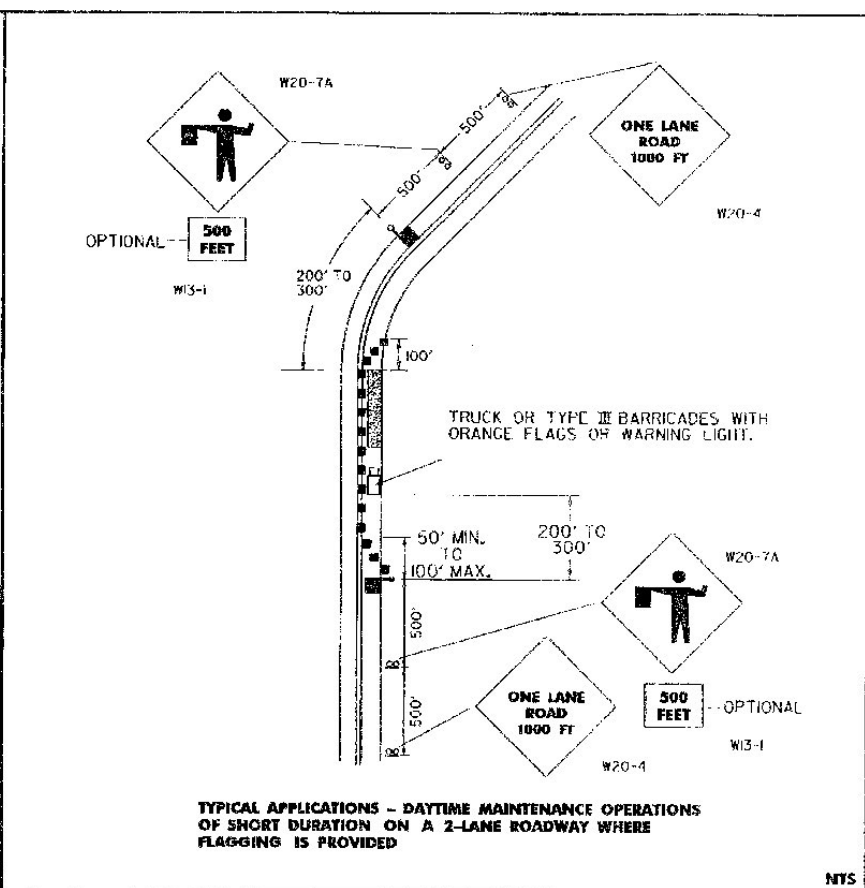 W20-7A
500'
500'
ONE LANE
ROAD
1000 FT
W20-4
OPTIONAL
500
FEET
W13-1
200' TO
300'
100'
TRUCK OR TYPE III BARRICADES WITH
ORANGE FLAGS OR WARNING LIGHT.
50' MIN.
TO
100' MAX.
200' TO
300'
W20-7A
500'
500'
ONE LANE
ROAD
1000 FT
W20-4
500
FEET
OPTIONAL
W13-1
TYPICAL APPLICATIONS - DAYTIME MAINTENANCE OPERATIONS
OF SHORT DURATION ON A 2-LANE ROADWAY WHERE
FLAGGING IS PROVIDED
NTS